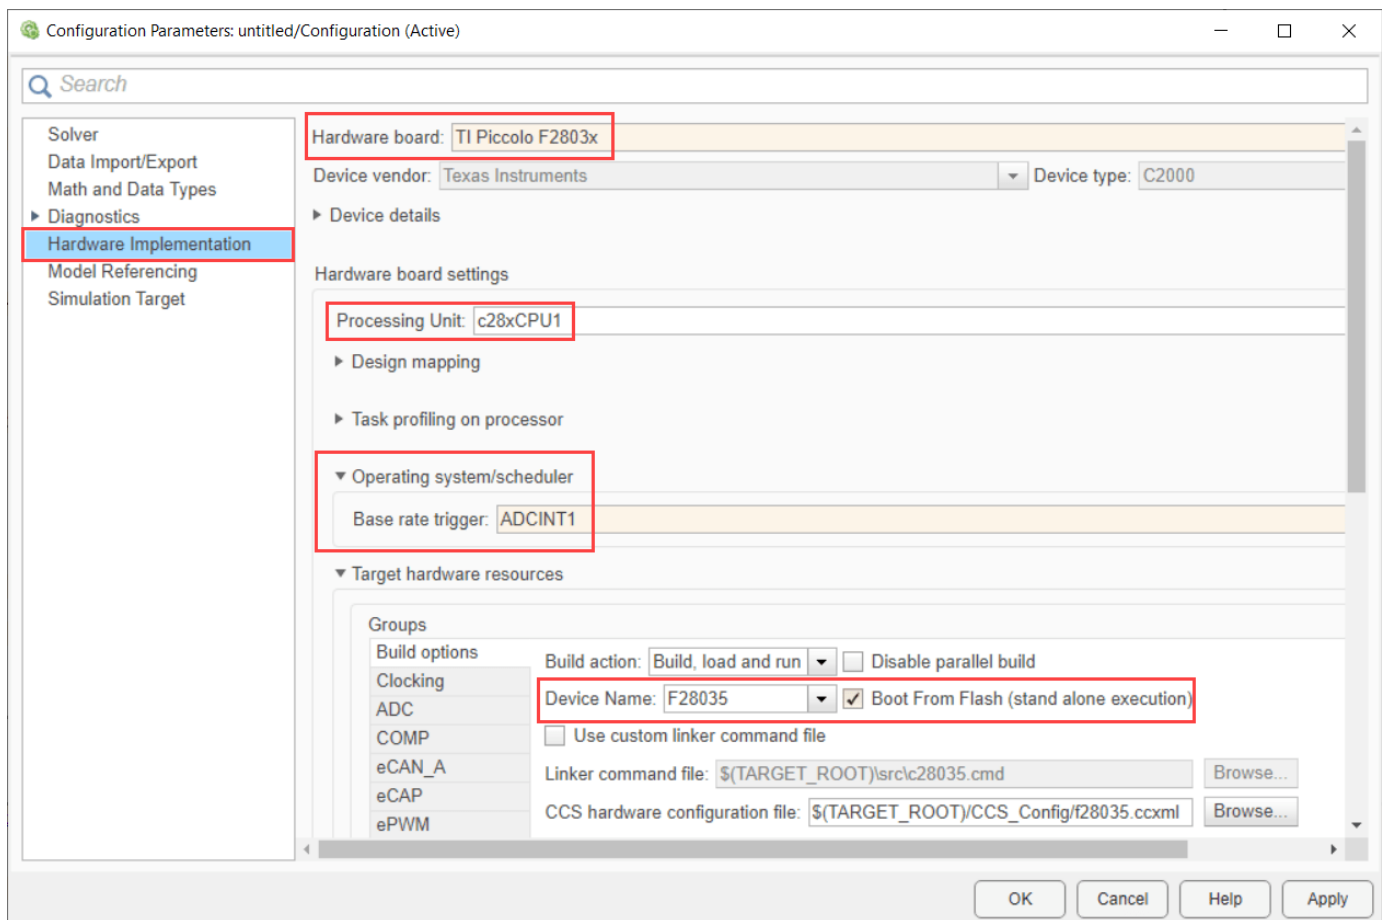 Configuration Parameters: untitled/Configuration (Active)
Search
Solver
Data Import/Export
Math and Data Types
Diagnostics
Hardware Implementation
Model Referencing
Simulation Target
Hardware board: TI Piccolo F2803x
Device vendor: Texas Instruments Device type: C2000
Device details
Hardware board settings
Processing Unit: c28xCPU1
Design mapping
Task profiling on processor
Operating system/scheduler
Base rate trigger: ADCINT1
Target hardware resources
Groups
Build options
Clocking
ADC
COMP
eCAN_A
eCAP
ePWM
Build action: Build, load and run Disable parallel build
Device Name: F28035 Boot From Flash (stand alone execution)
Use custom linker command file
Linker command file: $(TARGET_ROOT)\src\c28035.cmd Browse...
CCS hardware configuration file: $(TARGET_ROOT)/CCS_Config/f28035.ccxml Browse...
OK Cancel Help Apply